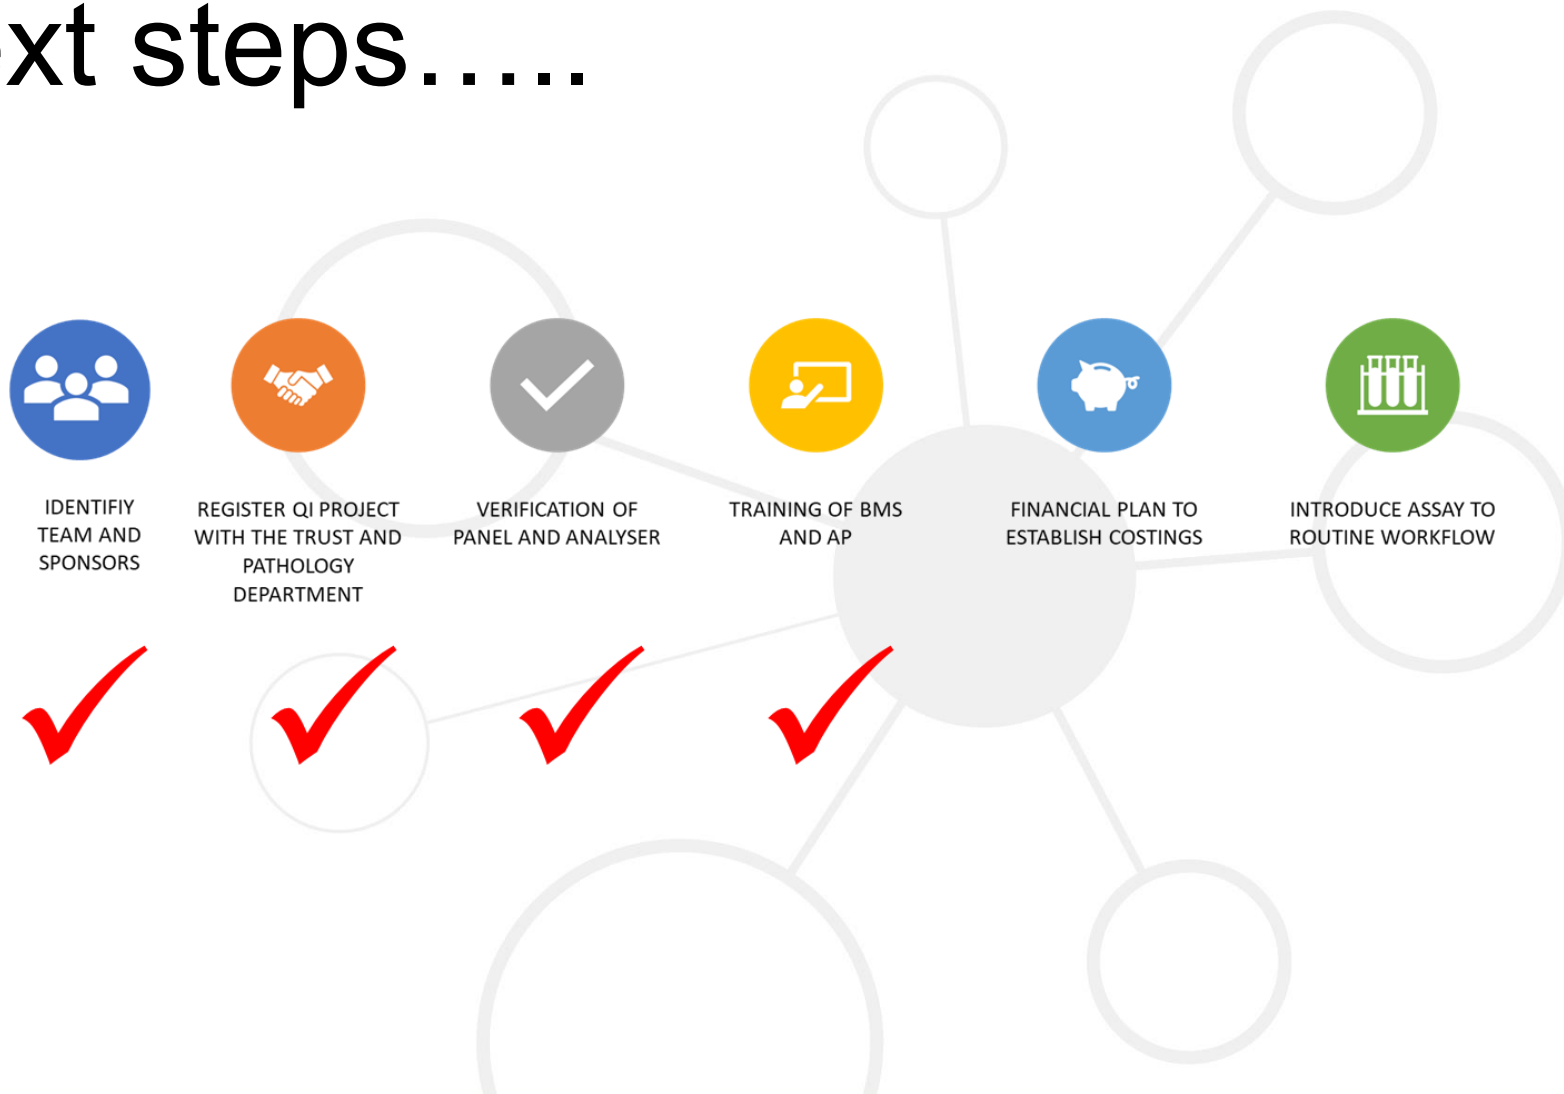 ext steps.....
IDENTIFIY
TEAM AND
SPONSORS
REGISTER QI PROJECT
WITH THE TRUST AND
PATHOLOGY
DEPARTMENT
VERIFICATION OF
PANEL AND ANALYSER
TRAINING OF BMS
AND AP
FINANCIAL PLAN TO
ESTABLISH COSTINGS
INTRODUCE ASSAY TO
ROUTINE WORKFLOW